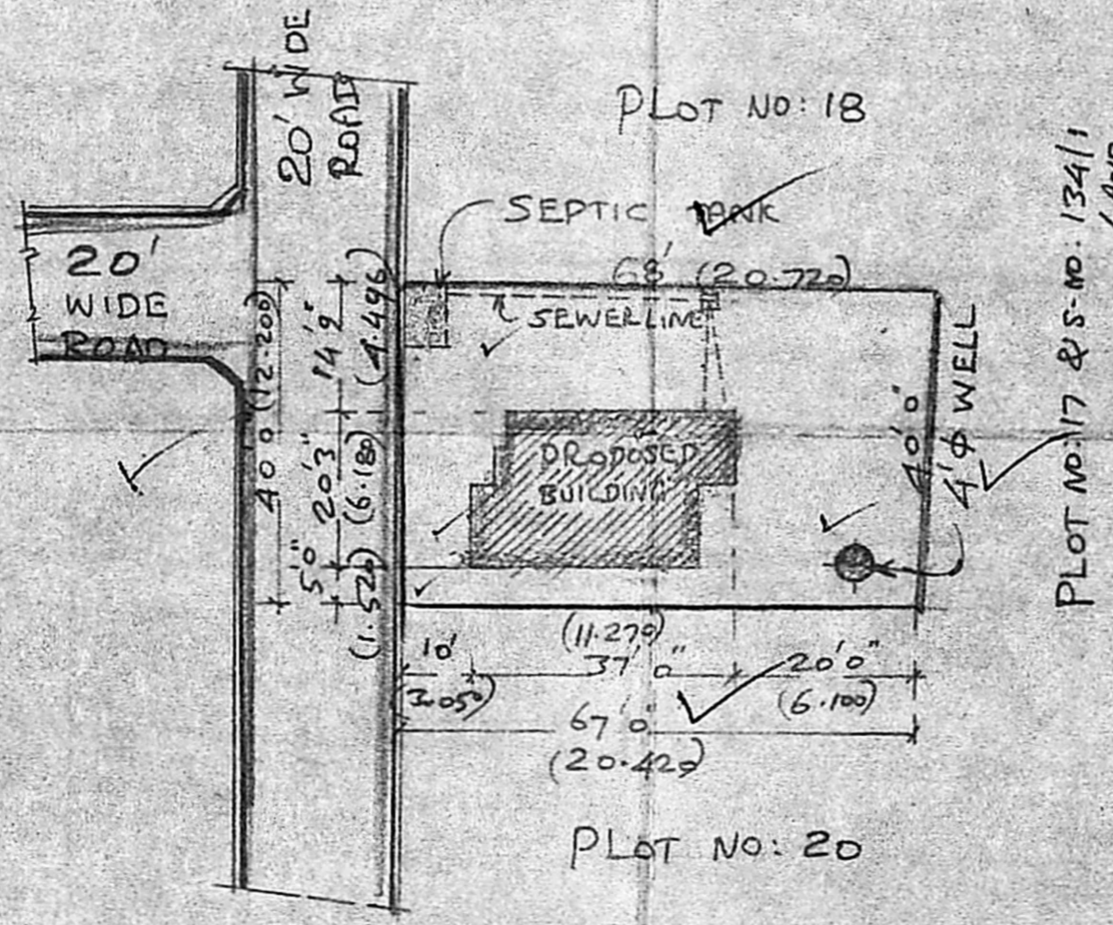 PLOT NO: 18
20' WIDE
ROAD
SEPTIC TANK
68' (20.720)
20'
WIDE
ROAD
SEWERLINE
40'0 (12.200)
14'9" (4.496)
20'3" (6.180)
5'0" (1.520)
PROPOSED
BUILDING
40'0"
4'ϕ WELL
PLOT NO: 17 & S.NO: 134/1
(11.270)
10'
37'0"
20'0"
(3.050)
(6.100)
67'0"
(20.420)
PLOT NO: 20